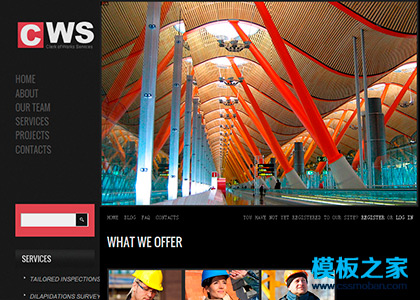 CWS
Clerk of Works Services
HOME
ABOUT
OUR TEAM
SERVICES
PROJECTS
CONTACTS
HOME BLOG FAQ CONTACTS
YOU HAVE NOT YET REGISTERED TO OUR SITE? REGISTER OR LOG IN
WHAT WE OFFER
SERVICES
TAILORED INSPECTIONS
DILAPIDATIONS SURVEY
模板之家
www.cssmoban.com